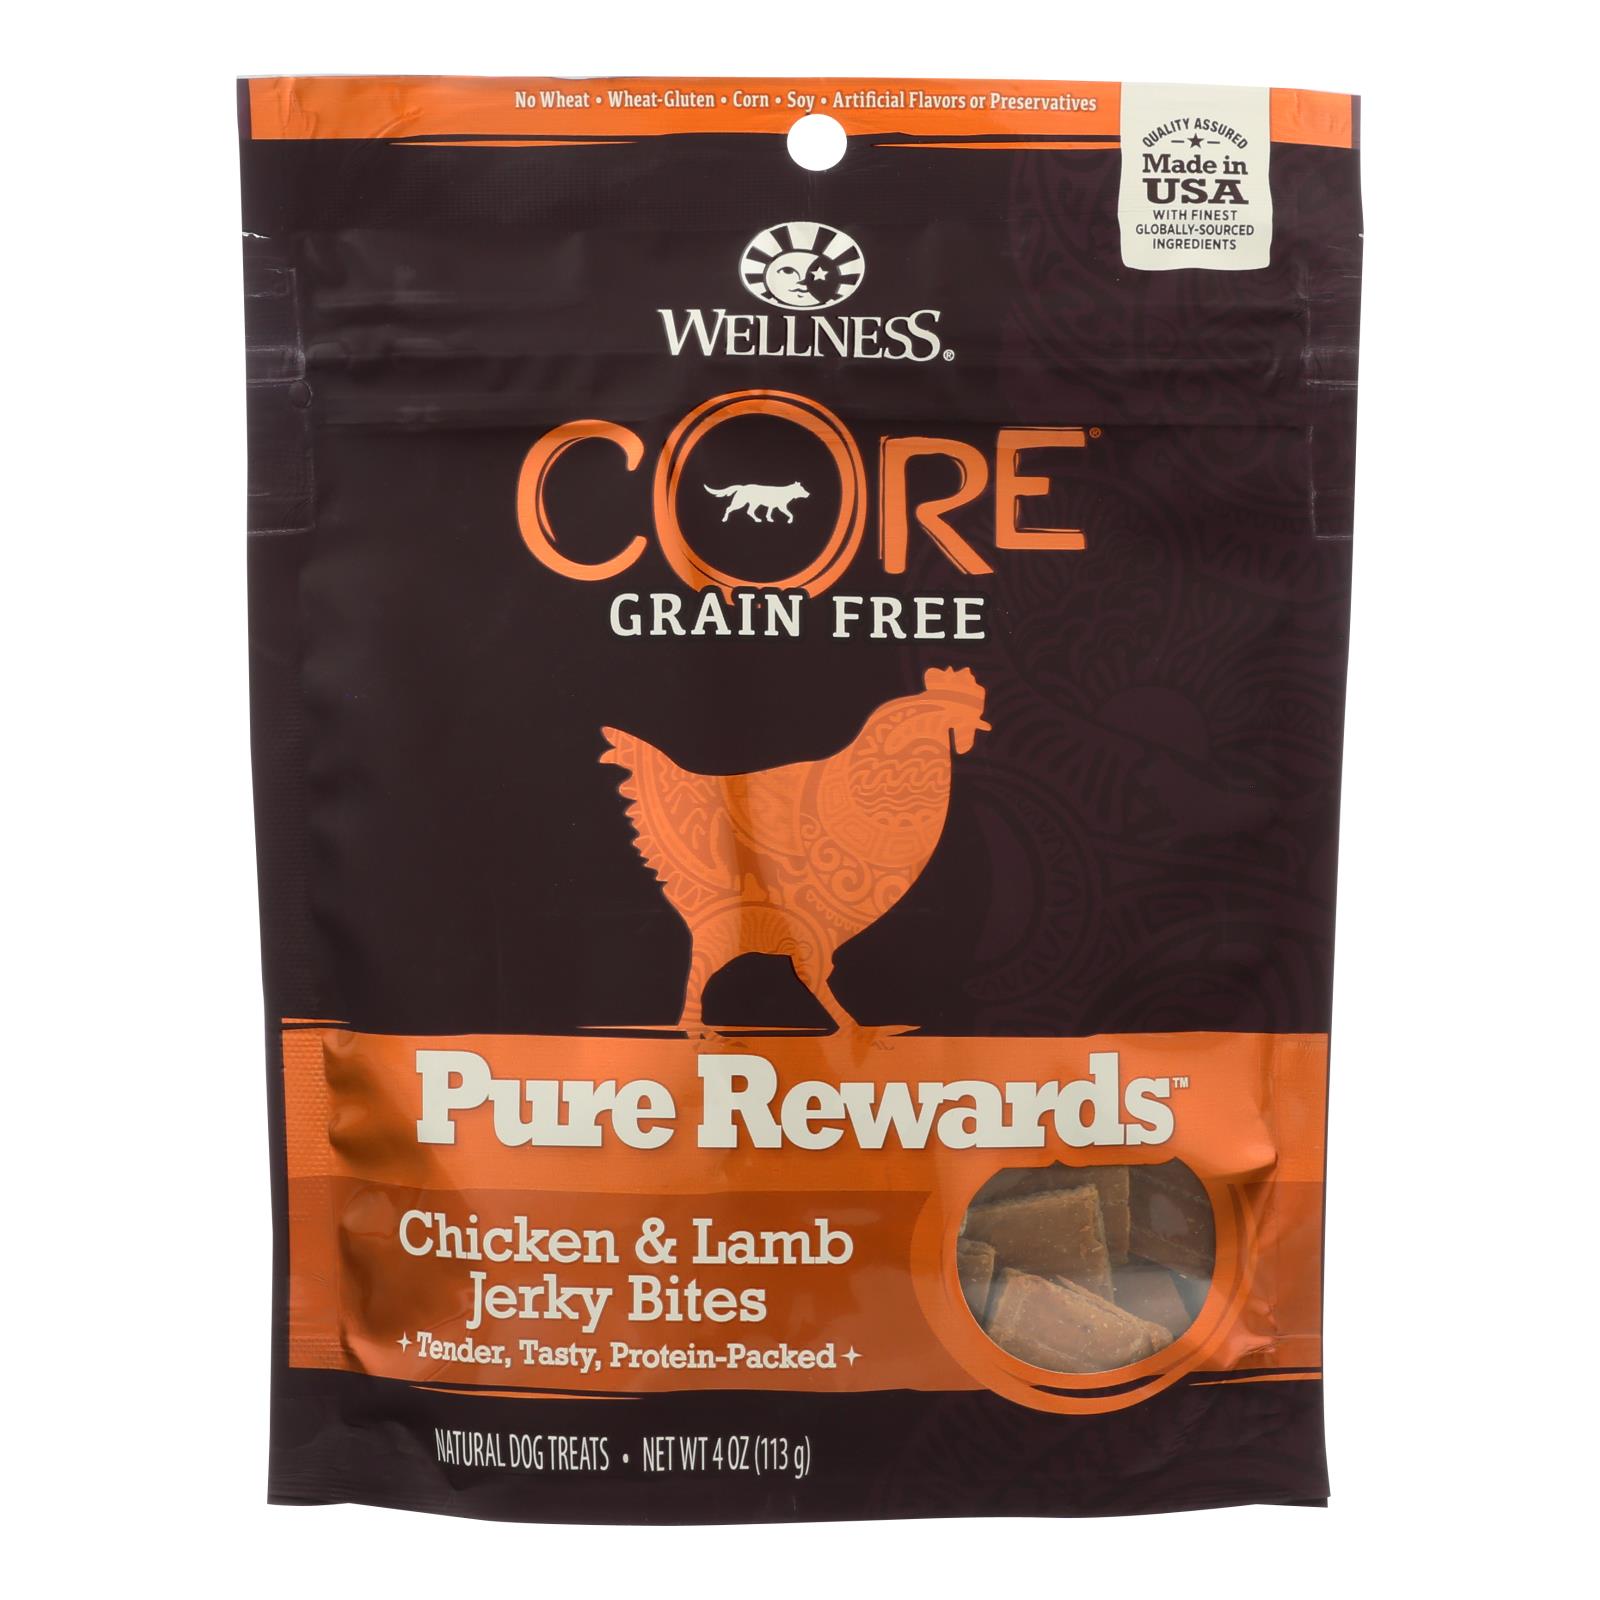 No Wheat • Wheat-Gluten • Corn • Soy • Artificial Flavors or Preservatives
QUALITY ASSURED
Made in
USA
WITH FINEST
GLOBALLY-SOURCED
INGREDIENTS
WELLNESS®
CORE®
GRAIN FREE
Pure Rewards™
Chicken & Lamb
Jerky Bites
Tender, Tasty, Protein-Packed
NATURAL DOG TREATS • NET WT 4 OZ (113 g)